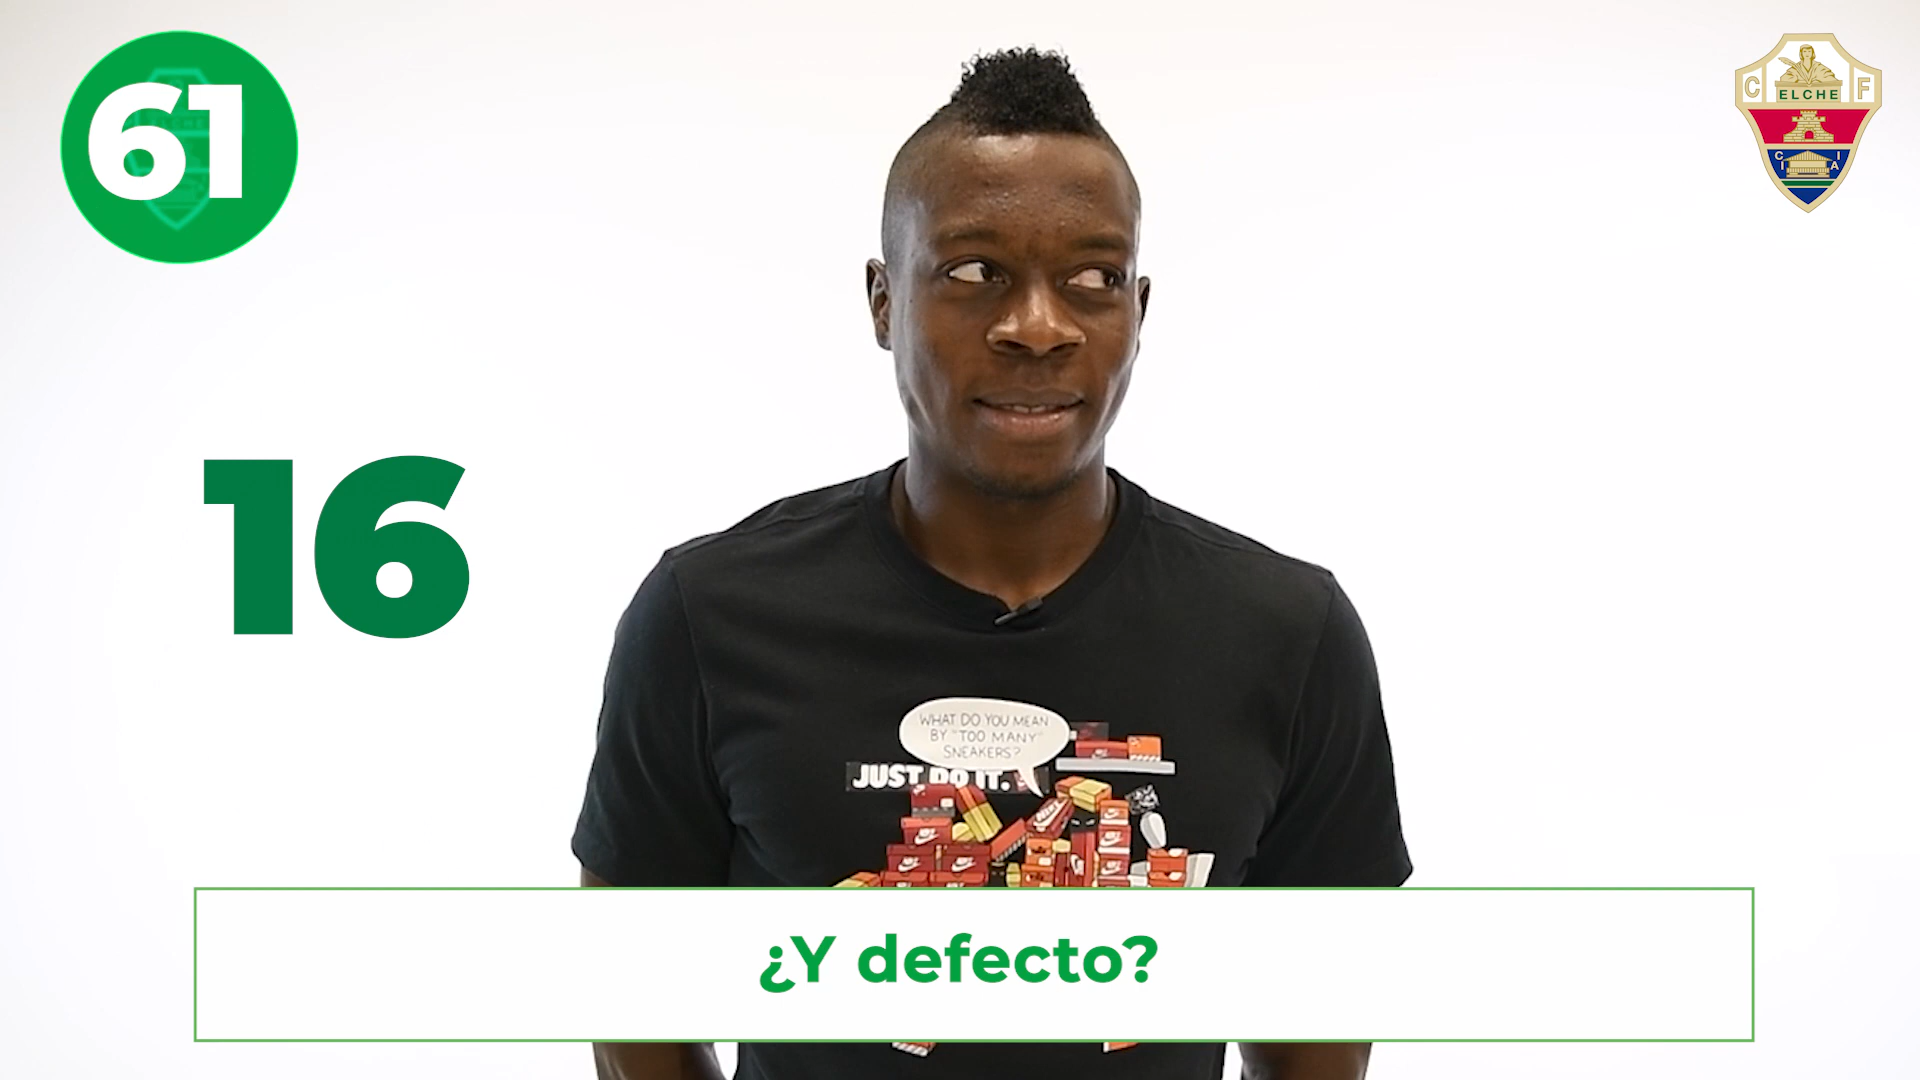 61
C ELCHE F
C I I A
16
WHAT DO YOU MEAN
BY "TOO MANY"
SNEAKERS?
JUST DO IT.
¿Y defecto?